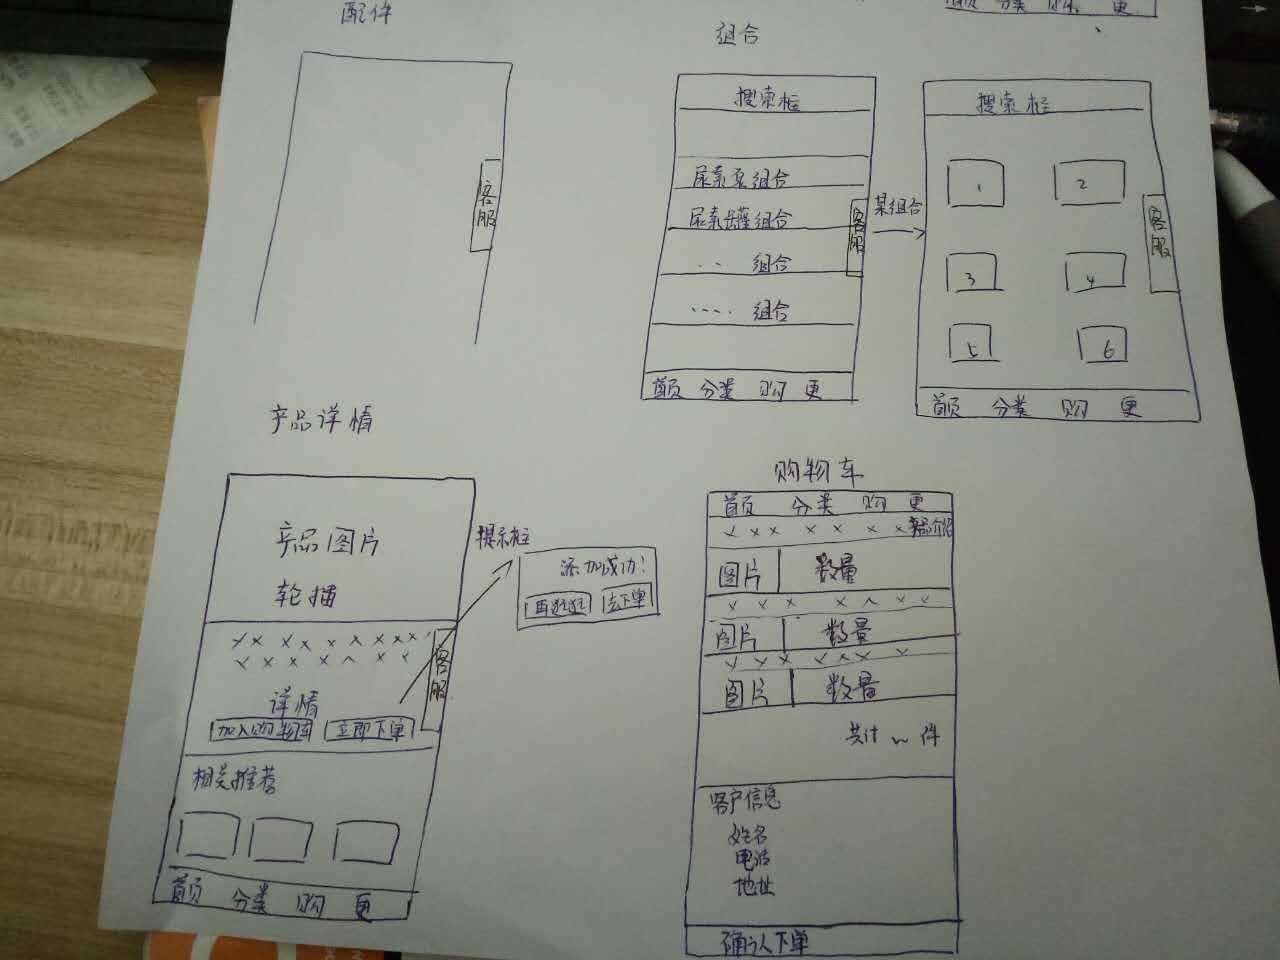 配件
客服
组合
搜索框
尿素泵组合
尿素罐组合
.. 组合
.... 组合
客服
首页 分类 购 更
某组合
搜索框
1 2
3 4
5 6
客服
首页 分类 购 更
首页 分类 购 更
产品详情
产品图片
轮播
x x x x x x x x x
x x x x x x x
详情
加入购物车 立即下单
客服
相关推荐
首页 分类 购 更
提示框
添加成功!
再逛逛 去下单
购物车
首页 分类 购 更
x x x x x x x 产品介绍
图片 数量
x x x x x x x
图片 数量
x x x x x x x
图片 数量
共计 件
客户信息
姓名
电话
地址
确认下单